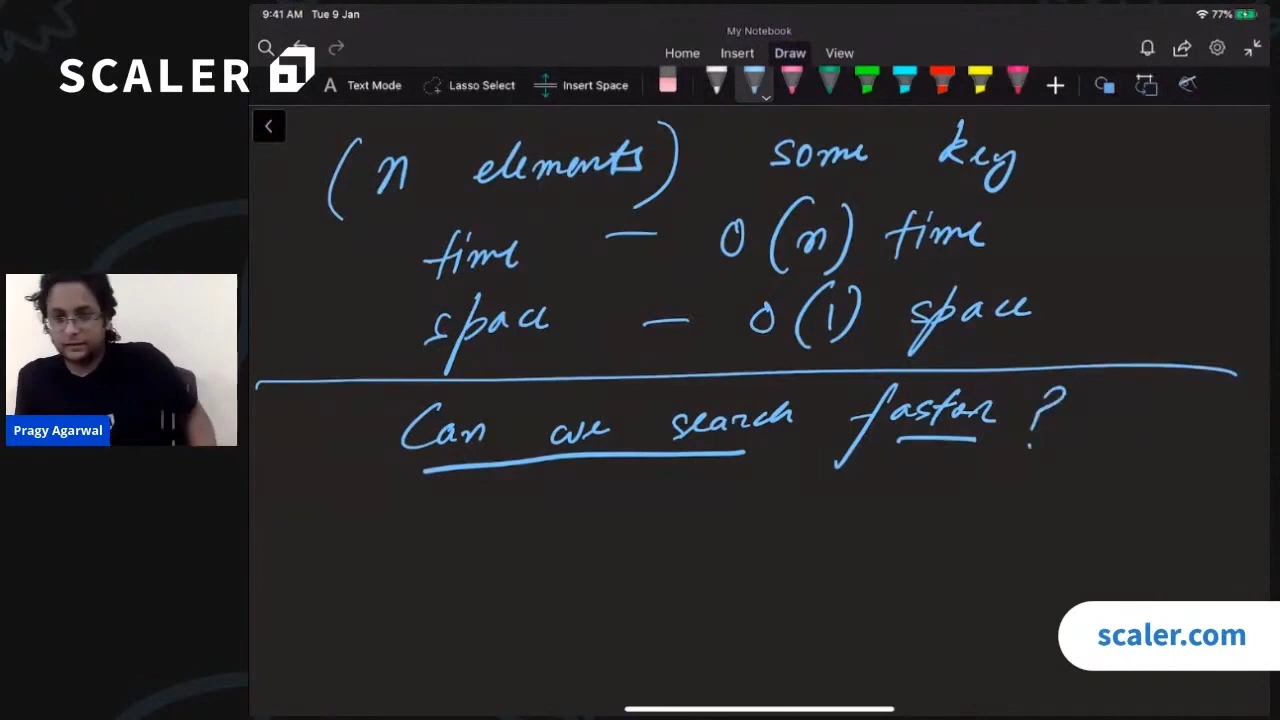 9:41 AM Tue 9 Jan
77%
My Notebook
SCALER
Home Insert Draw View
Text Mode Lasso Select Insert Space
(n elements) some key
time — O(n) time
space — O(1) space
Can we search faster ?
Pragy Agarwal
scaler.com